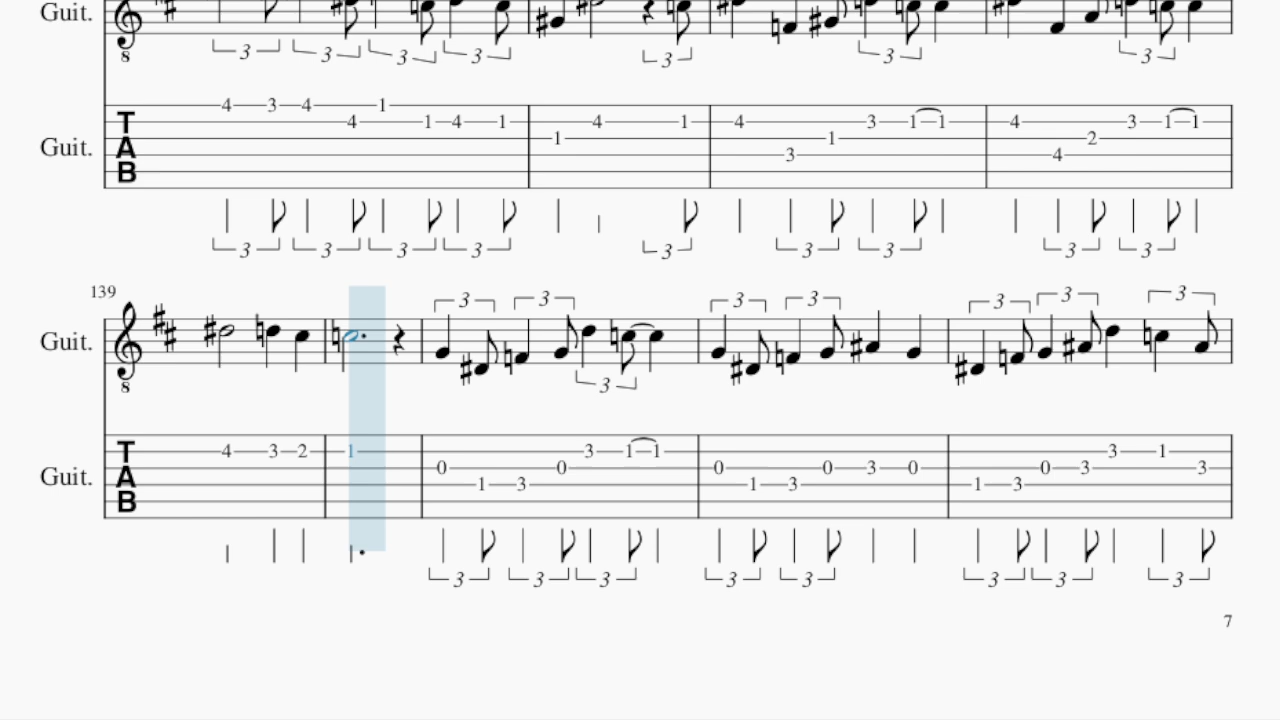 Guit.
8
3 3 3 3 3 3 3
Guit. T A B
4 3 4 4 1 1 4 1 1 4 1 4 3 1 3 1 1 4 4 2 3 1 1
3 3 3 3 3 3 3 3 3
139
3 3 3 3 3 3 3
Guit.
8
3
Guit. T A B
4 3 2 1 0 1 3 0 3 1 1 0 1 3 0 3 0 1 3 0 3 3 1 3
3 3 3 3 3 3 3 3
7